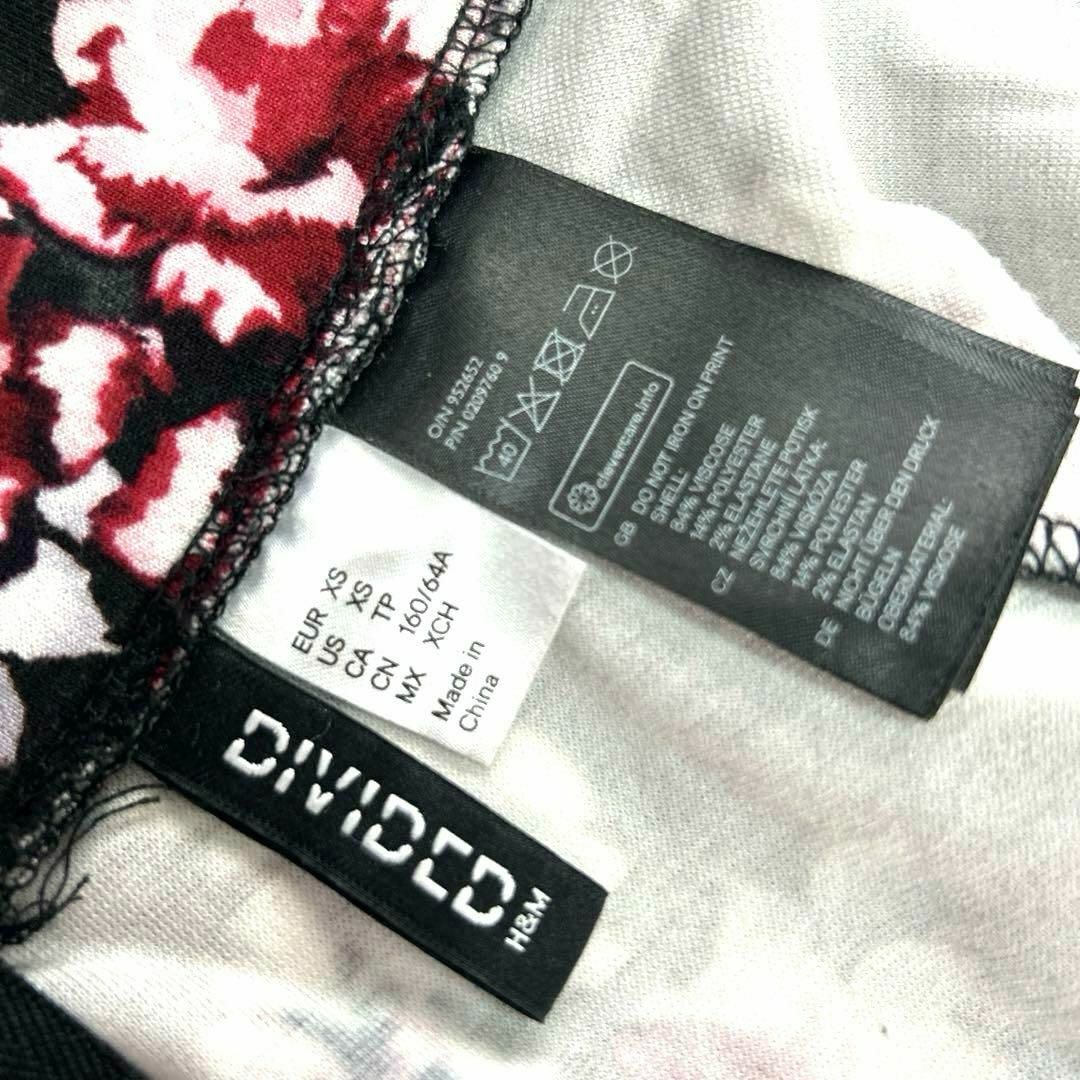 O/N 952652
P/N 0209760 9
40
clevercare.info
GB DO NOT IRON ON PRINT
SHELL:
84% VISCOSE
14% POLYESTER
2% ELASTANE
CZ NEŽEHLETE POTISK
SVRCHNÍ LÁTKA:
84% VISKÓZA
14% POLYESTER
2% ELASTAN
DE NICHT ÜBER DEN DRUCK
BÜGELN
OBERMATERIAL:
84% VISKOSE
EUR XS
US XS
CA TP
CN 160/64A
MX XCH
Made in
China
DIVIDED
H&M